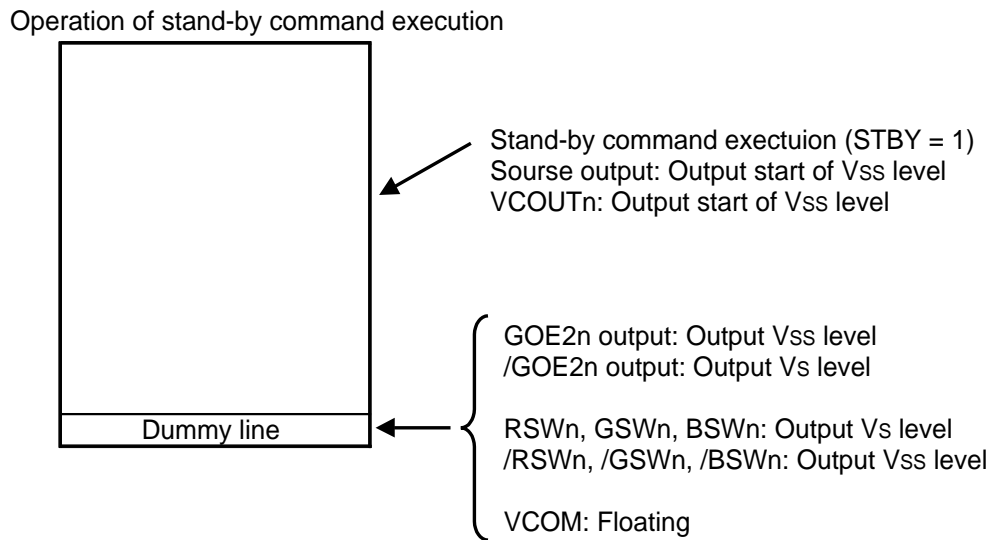 Operation of stand-by command execution
Stand-by command exectuion (STBY = 1)
Sourse output: Output start of VSS level
VCOUTn: Output start of VSS level
GOE2n output: Output VSS level
/GOE2n output: Output VS level
Dummy line
RSWn, GSWn, BSWn: Output VS level
/RSWn, /GSWn, /BSWn: Output VSS level
VCOM: Floating